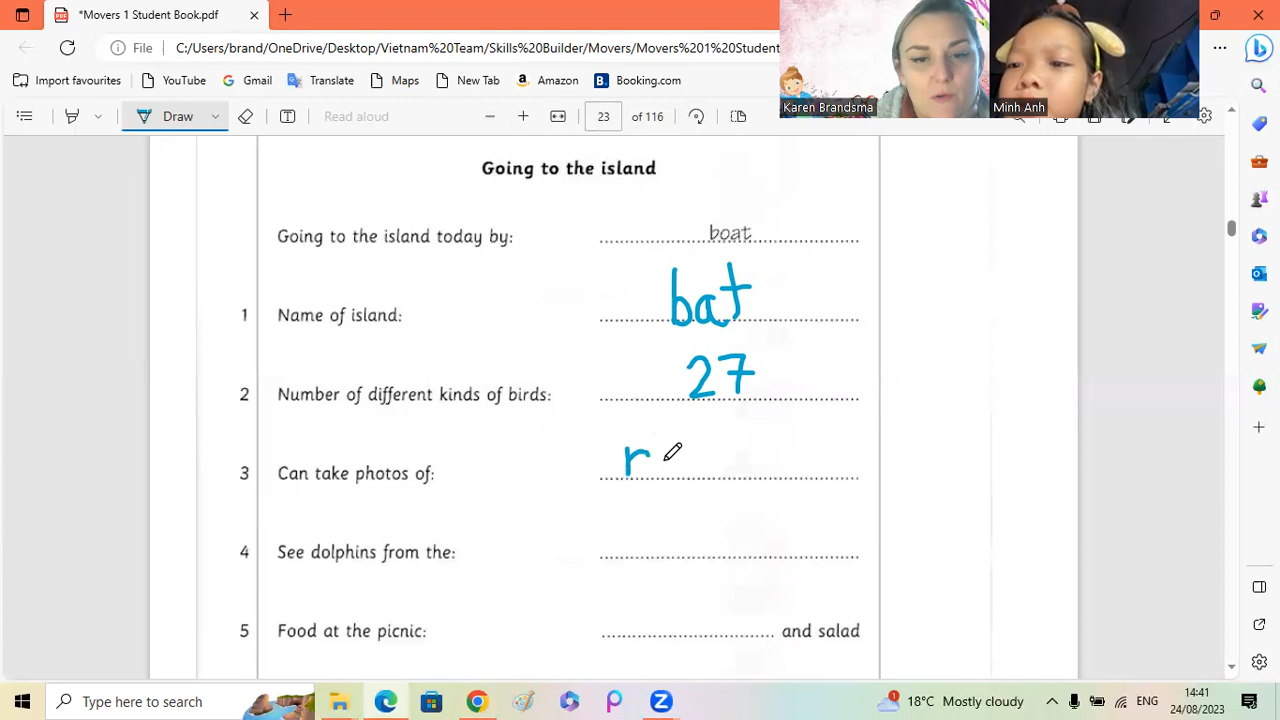 *Movers 1 Student Book.pdf
File C:/Users/brand/OneDrive/Desktop/Vietnam%20Team/Skills%20Builder/Movers/Movers%201%20Student
Import favourites YouTube Gmail Translate Maps New Tab Amazon Booking.com
Draw Read aloud 23 of 116
Karen Brandsma Minh Anh
Going to the island
Going to the island today by: boat
1 Name of island: bat
2 Number of different kinds of birds: 27
3 Can take photos of: r
4 See dolphins from the:
5 Food at the picnic: and salad
Type here to search 18°C Mostly cloudy ENG 14:41
24/08/2023